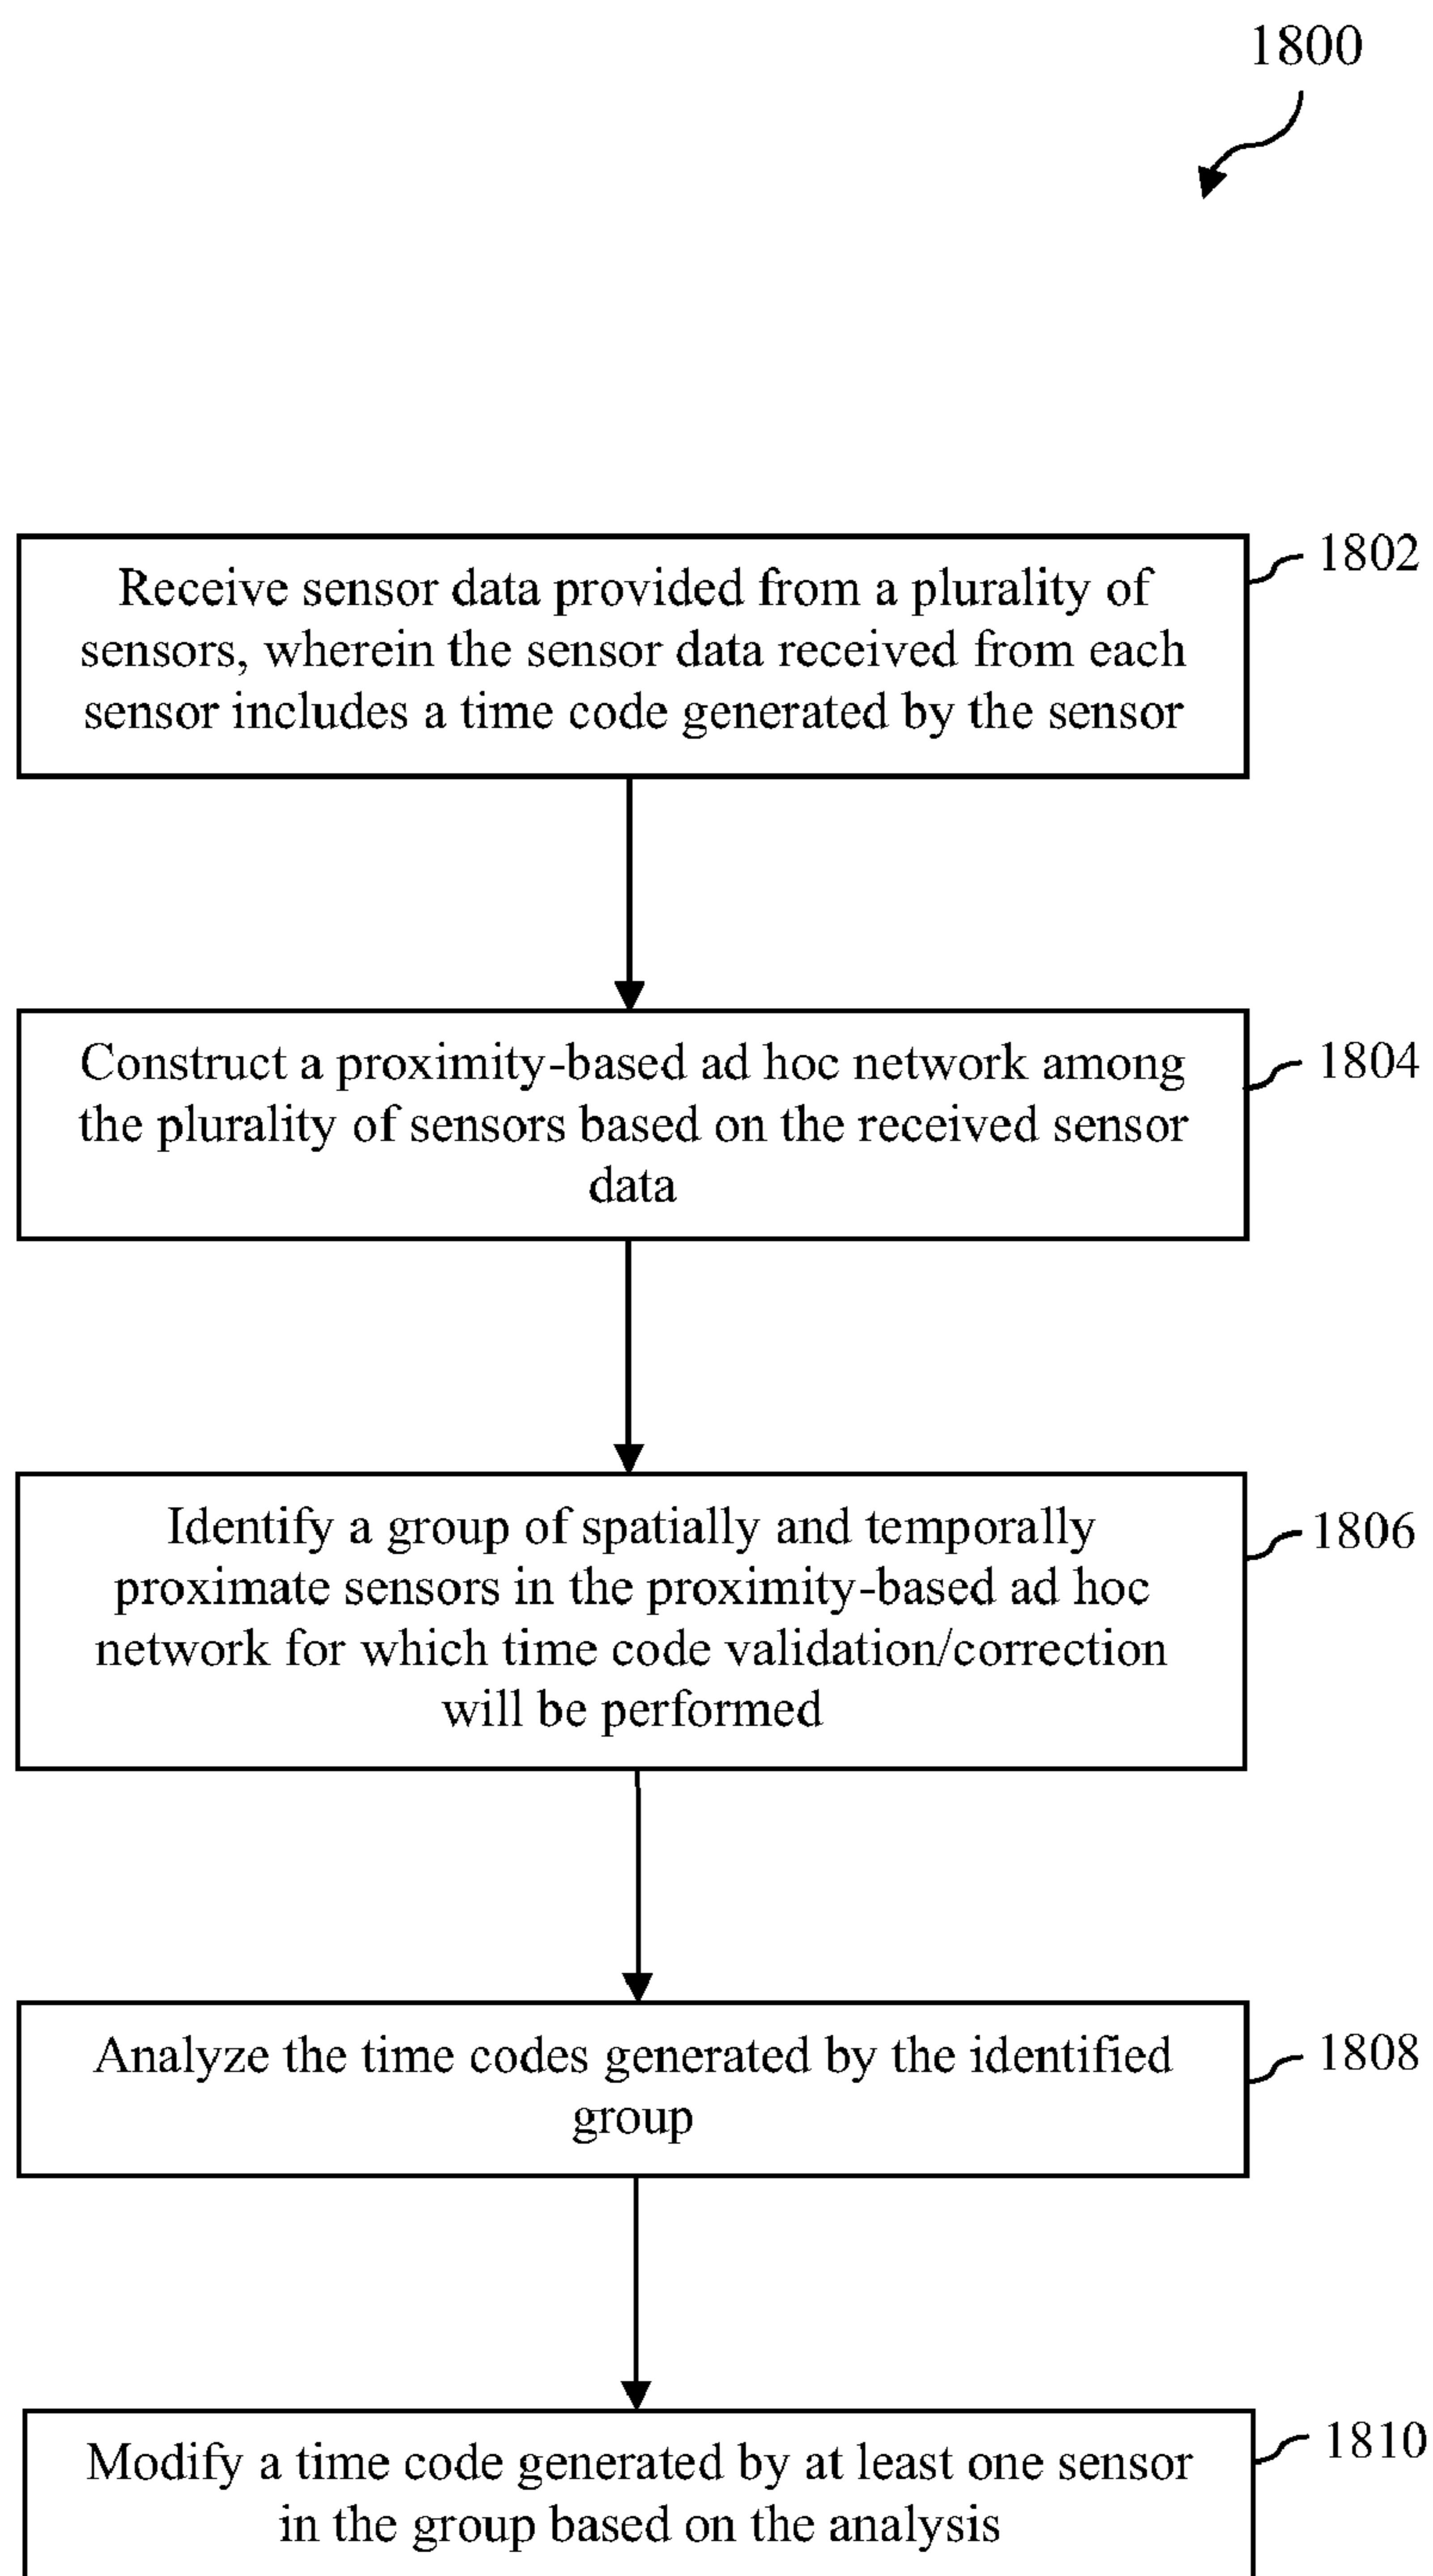 1800
Receive sensor data provided from a plurality of
1802
sensors, wherein the sensor data received from each
sensor includes a time code generated by the sensor
Construct a proximity-based ad hoc network among
1804
the plurality of sensors based on the received sensor
data
Identify a group of spatially and temporally
1806
proximate sensors in the proximity-based ad hoc
network for which time code validation/correction
will be performed
Analyze the time codes generated by the identified
1808
group
Modify a time code generated by at least one sensor
1810
in the group based on the analysis